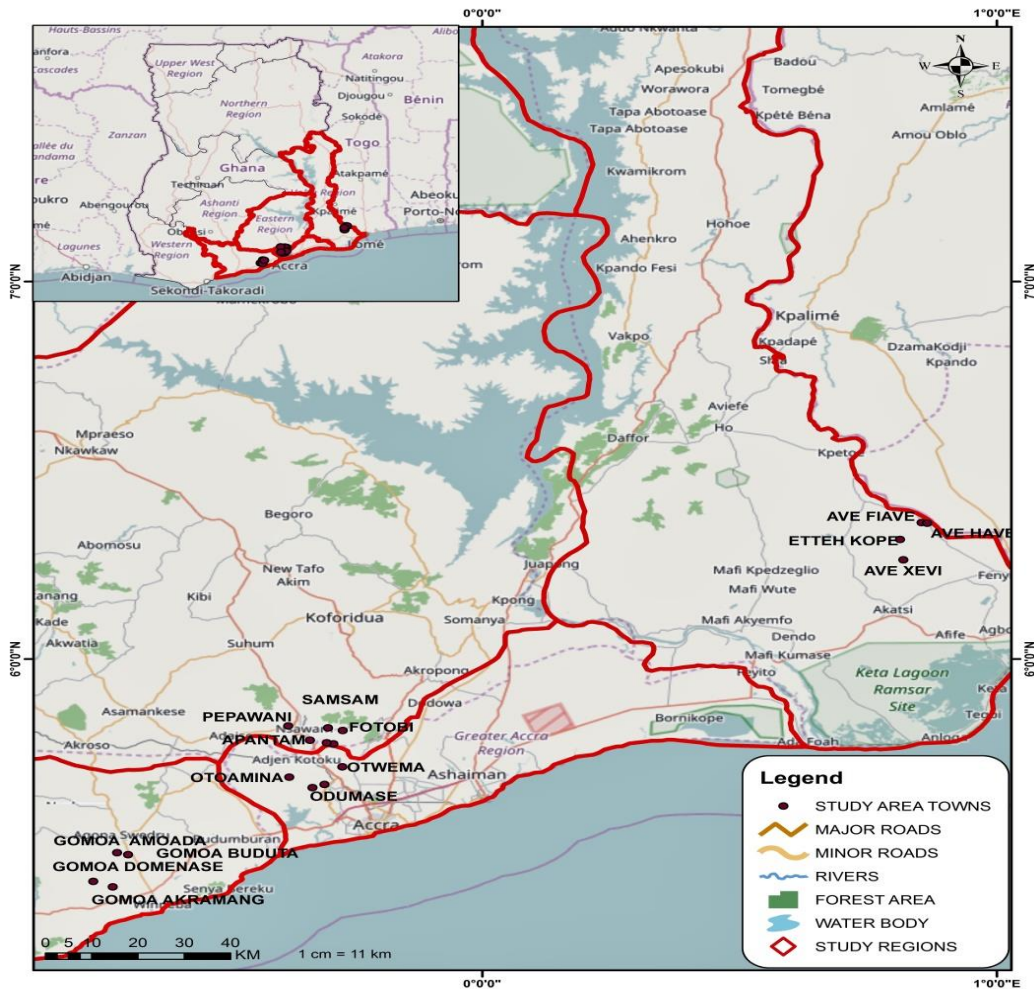 0°0'0"
1°0'0"E
Hauts-Bassins
Cascades
Upper West
Region
Atakora
Natitingou
Djougou
Bénin
Sokodé
Northern
Region
Zanzan
Togo
Ghana
Atakpamé
Techiman
Abengourou
Ashanti
Region
Eastern
Region
Kpalimé
Abeoku
Porto-No
Lagunes
Western
Region
Lomé
Abidjan
Accra
Sekondi-Takoradi
N
W
E
S
Badou
Apesokubi
Worawora
Tomegbé
Tapa Abotoase
Kpété Béna
Amlamé
Tapa Abotoase
Amou Oblo
Kwamikrom
Hohoe
Ahenkro
Kpando Fesi
7°0'0"N
7°0'0"N
Kpalimé
Vakpo
Kpadapé
DzamaKodji
Kpando
Aviefe
Ho
Mpraeso
Nkawkaw
Daffor
Kpetoe
Begoro
AVE FIAVE
AVE HAVE
ETTEH KOPE
AVE XEVI
Abomosu
New Tafo
Akim
Juapong
Mafi Kpedzeglio
Mafi Wute
Kade
Kibi
Kpong
Akwatia
Suhum
Koforidua
Somanya
Mafi Akyemfo
Akatsi
Dendo
Afife
Mafi Kumase
6°0'0"N
6°0'0"N
Akropong
Dodowa
Keta Lagoon
Ramsar
Site
SAMSAM
Asamankese
PEPAWANI
FOTOBI
Bornikope
APANTAM
Akroso
Greater Accra
Region
Anlog
Adjen Kotoku
OTWEMA
OTOAMINA
Ashaiman
ODUMASE
Accra
Agona Swedru
GOMOA AMOADA
GOMOA BUDUTA
GOMOA DOMENASE
Senya Bereku
GOMOA AKRAMANG
0 5 10 20 30 40
KM
1 cm = 11 km
Legend
STUDY AREA TOWNS
MAJOR ROADS
MINOR ROADS
RIVERS
FOREST AREA
WATER BODY
STUDY REGIONS
0°0'0"
1°0'0"E